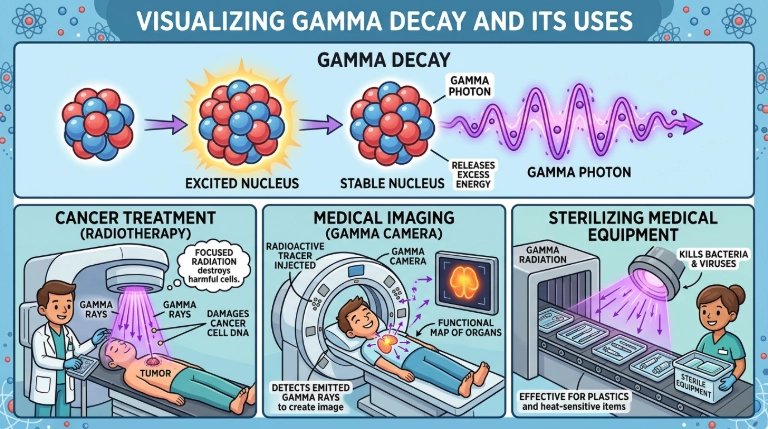 VISUALIZING GAMMA DECAY AND ITS USES
GAMMA DECAY
GAMMA
PHOTON
EXCITED NUCLEUS
STABLE NUCLEUS
RELEASES
EXCESS
ENERGY
GAMMA PHOTON
CANCER TREATMENT
(RADIOTHERAPY)
FOCUSED
RADIATION
destroys
harmful cells.
GAMMA
RAYS
GAMMA
RAYS
DAMAGES
CANCER
CELL DNA
TUMOR
MEDICAL IMAGING
(GAMMA CAMERA)
RADIOACTIVE
TRACER
INJECTED
GAMMA
CAMERA
FUNCTIONAL
MAP OF ORGANS
DETECTS EMITTED
GAMMA RAYS
to create image
STERILIZING MEDICAL
EQUIPMENT
GAMMA
RADIATION
KILLS BACTERIA
& VIRUSES
STERILE
EQUIPMENT
EFFECTIVE FOR PLASTICS
and heat-sensitive items